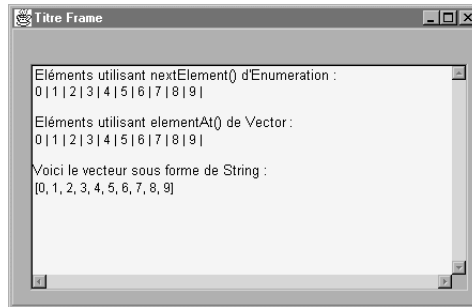 Titre Frame
Eléments utilisant nextElement() d'Enumeration :
0 | 1 | 2 | 3 | 4 | 5 | 6 | 7 | 8 | 9 |
Eléments utilisant elementAt() de Vector :
0 | 1 | 2 | 3 | 4 | 5 | 6 | 7 | 8 | 9 |
Voici le vecteur sous forme de String :
[0, 1, 2, 3, 4, 5, 6, 7, 8, 9]